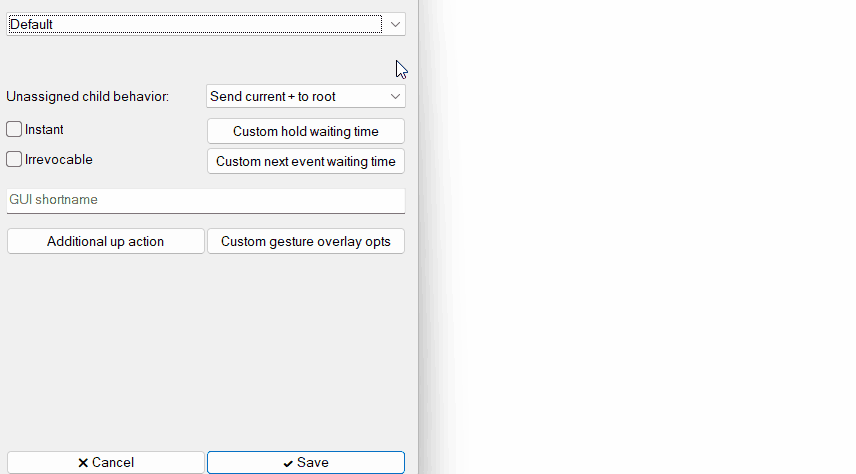 Default
Unassigned child behavior: Send current + to root
Instant Custom hold waiting time
Irrevocable Custom next event waiting time
GUI shortname
Additional up action Custom gesture overlay opts
Cancel Save